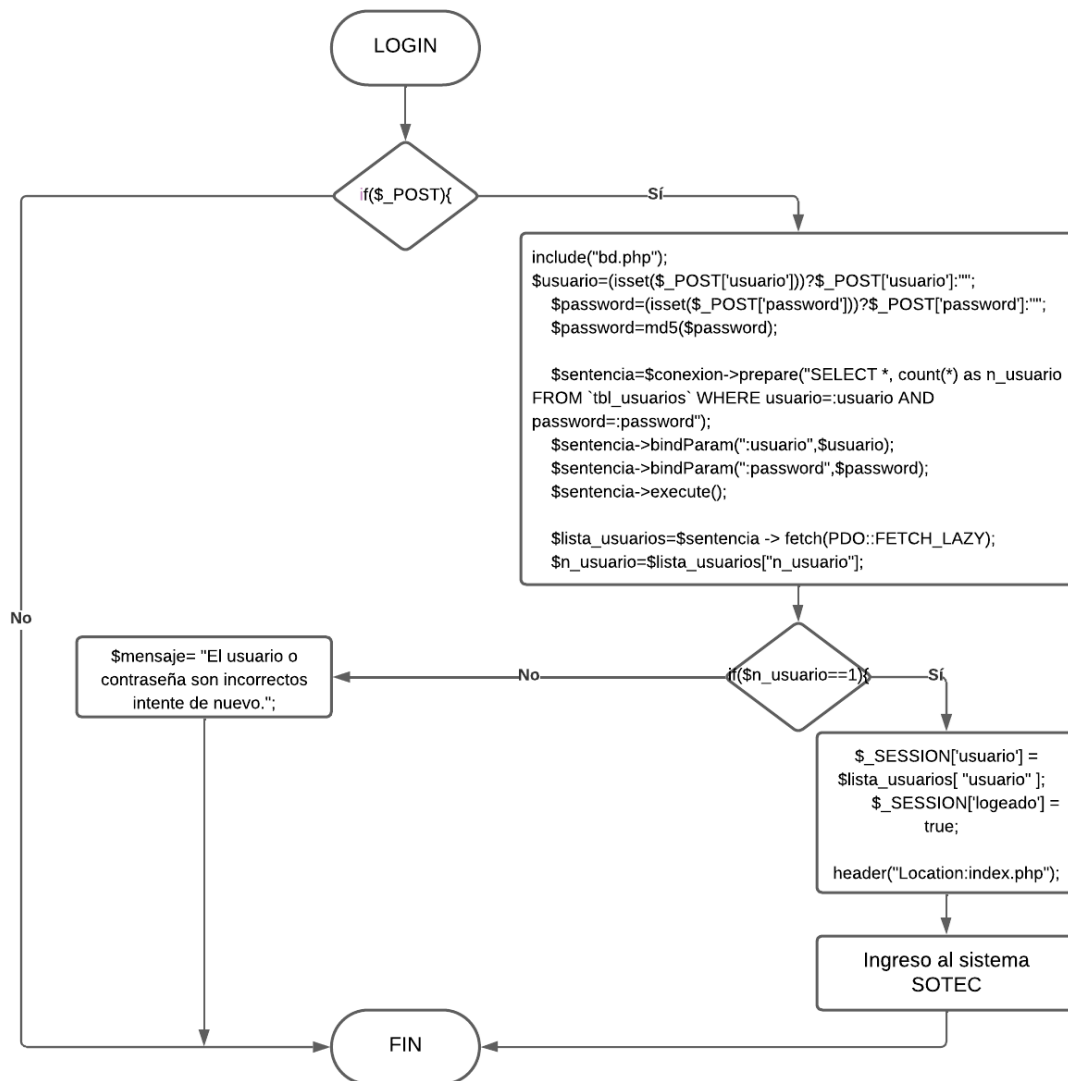 LOGIN
if($_POST){
Sí
include("bd.php");
$usuario=(isset($_POST['usuario']))?$_POST['usuario']:"";
$password=(isset($_POST['password']))?$_POST['password']:"";
$password=md5($password);
$sentencia=$conexion->prepare("SELECT *, count(*) as n_usuario
FROM `tbl_usuarios` WHERE usuario=:usuario AND
password=:password");
$sentencia->bindParam(":usuario",$usuario);
$sentencia->bindParam(":password",$password);
$sentencia->execute();
$lista_usuarios=$sentencia -> fetch(PDO::FETCH_LAZY);
$n_usuario=$lista_usuarios["n_usuario"];
No
$mensaje= "El usuario o
contraseña son incorrectos
intente de nuevo.";
No
if($n_usuario==1){
Sí
$_SESSION['usuario'] =
$lista_usuarios[ "usuario" ];
$_SESSION['logeado'] =
true;
header("Location:index.php");
Ingreso al sistema
SOTEC
FIN